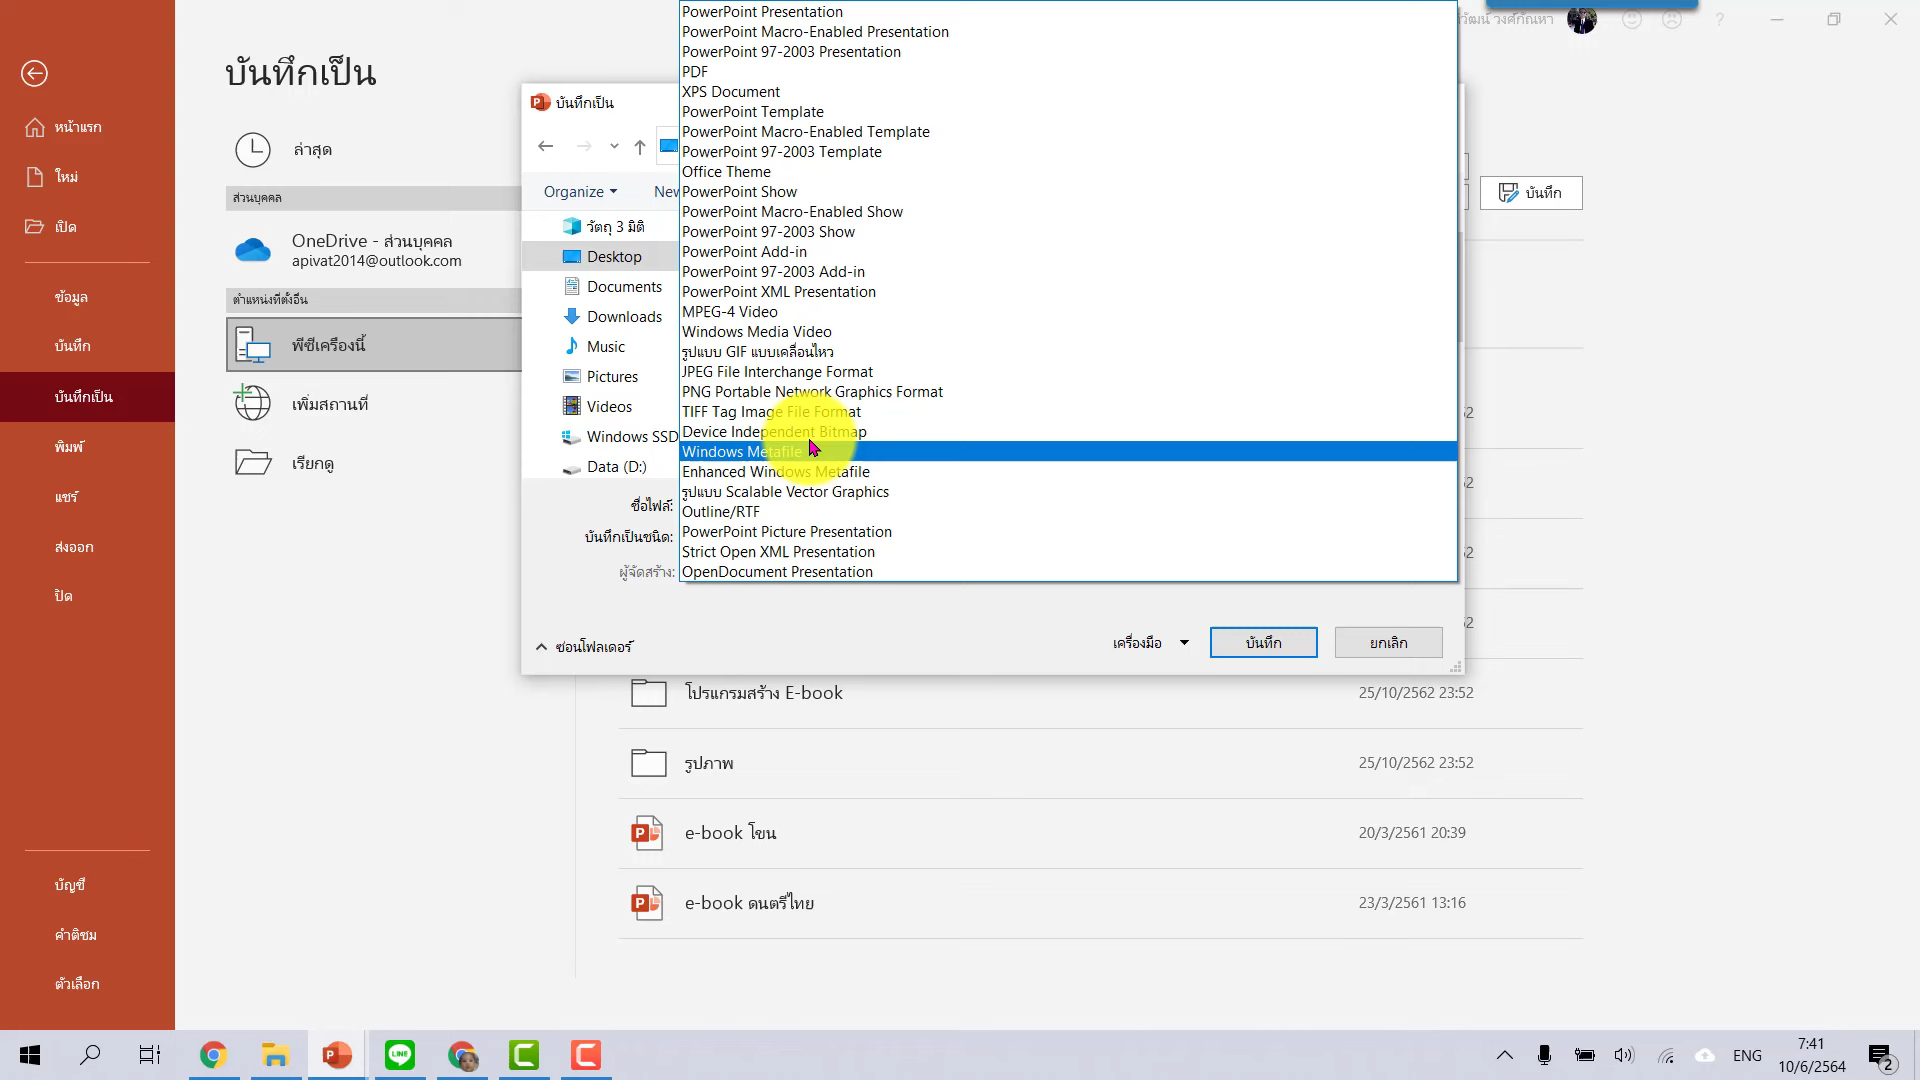 บันทึกเป็น
หน้าแรก
ใหม่
เปิด
ข้อมูล
บันทึก
บันทึกเป็น
พิมพ์
แชร์
ส่งออก
ปิด
บัญชี
คำติชม
ตัวเลือก
ล่าสุด
ส่วนบุคคล
OneDrive - ส่วนบุคคล
apivat2014@outlook.com
ตำแหน่งที่ตั้งอื่น
พีซีเครื่องนี้
เพิ่มสถานที่
เรียกดู
บันทึกเป็น
Organize
New
วัตถุ 3 มิติ
Desktop
Documents
Downloads
Music
Pictures
Videos
Windows SSD
Data (D:)
ชื่อไฟล์:
บันทึกเป็นชนิด:
ผู้จัดสร้าง:
PowerPoint Presentation
PowerPoint Macro-Enabled Presentation
PowerPoint 97-2003 Presentation
PDF
XPS Document
PowerPoint Template
PowerPoint Macro-Enabled Template
PowerPoint 97-2003 Template
Office Theme
PowerPoint Show
PowerPoint Macro-Enabled Show
PowerPoint 97-2003 Show
PowerPoint Add-in
PowerPoint 97-2003 Add-in
PowerPoint XML Presentation
MPEG-4 Video
Windows Media Video
รูปแบบ GIF แบบเคลื่อนไหว
JPEG File Interchange Format
PNG Portable Network Graphics Format
TIFF Tag Image File Format
Device Independent Bitmap
Windows Metafile
Enhanced Windows Metafile
รูปแบบ Scalable Vector Graphics
Outline/RTF
PowerPoint Picture Presentation
Strict Open XML Presentation
OpenDocument Presentation
ซ่อนโฟลเดอร์
เครื่องมือ
บันทึก
ยกเลิก
บันทึก
โปรแกรมสร้าง E-book 25/10/2562 23:52
รูปภาพ 25/10/2562 23:52
e-book โขน 20/3/2561 20:39
e-book ดนตรีไทย 23/3/2561 13:16
ENG
7:41
10/6/2564
2